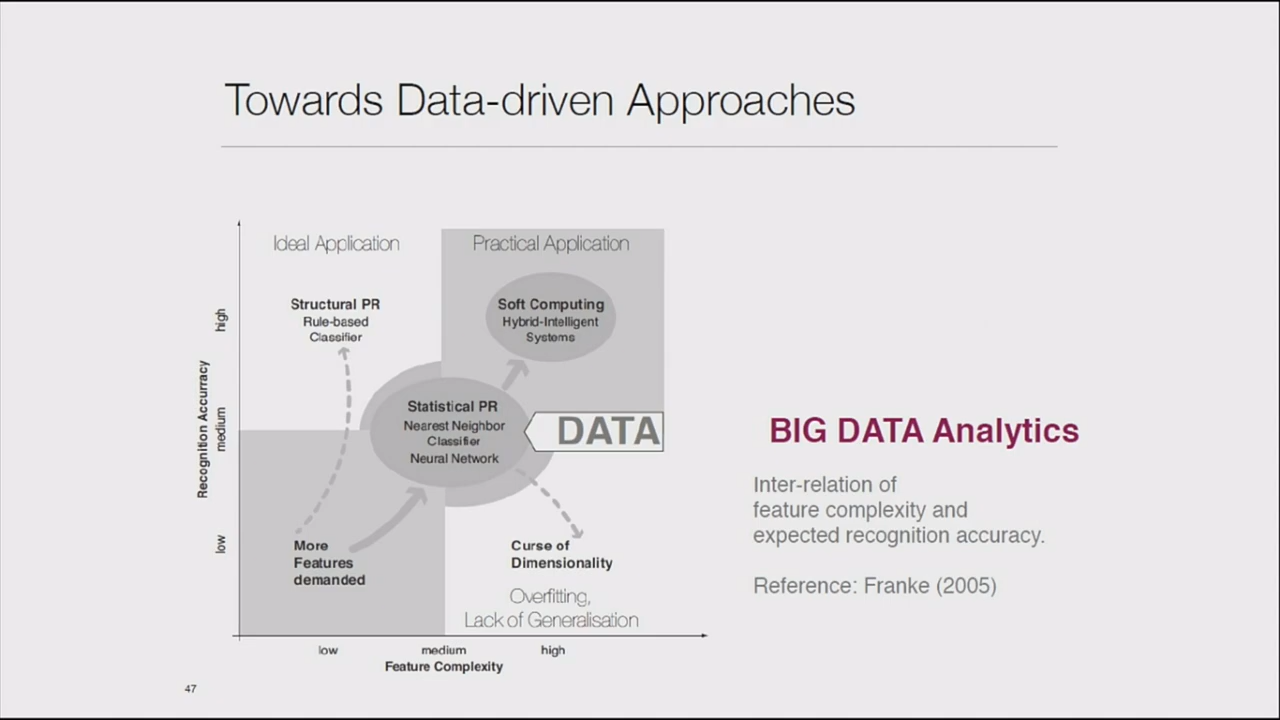 Towards Data-driven Approaches
Ideal Application
Practical Application
Structural PR
Rule-based
Classifier
Soft Computing
Hybrid-Intelligent
Systems
Recognition Accurracy
high
medium
low
Statistical PR
Nearest Neighbor
Classifier
Neural Network
DATA
More
Features
demanded
Curse of
Dimensionality
Overfitting,
Lack of Generalisation
low
medium
high
Feature Complexity
BIG DATA Analytics
Inter-relation of
feature complexity and
expected recognition accuracy.
Reference: Franke (2005)
47